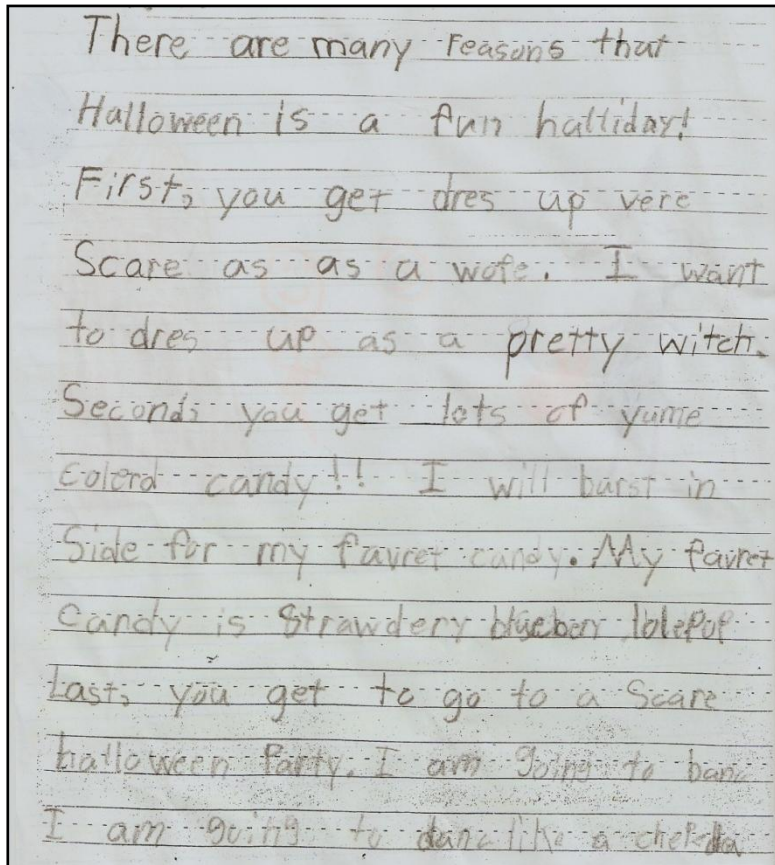 There are many reasons that
Halloween is a fun halliday!
First, you get dres up vere
Scare as as a wofe. I want
to dres up as a pretty witch.
Second, you get lots of yume
colerd candy!! I will barst in
Side for my favret candy. My favret
Candy is Strawdery blueberr lolePoP
Last, you get to go to a Scare
halloween Party. I am going to banc
I am going to danc like a